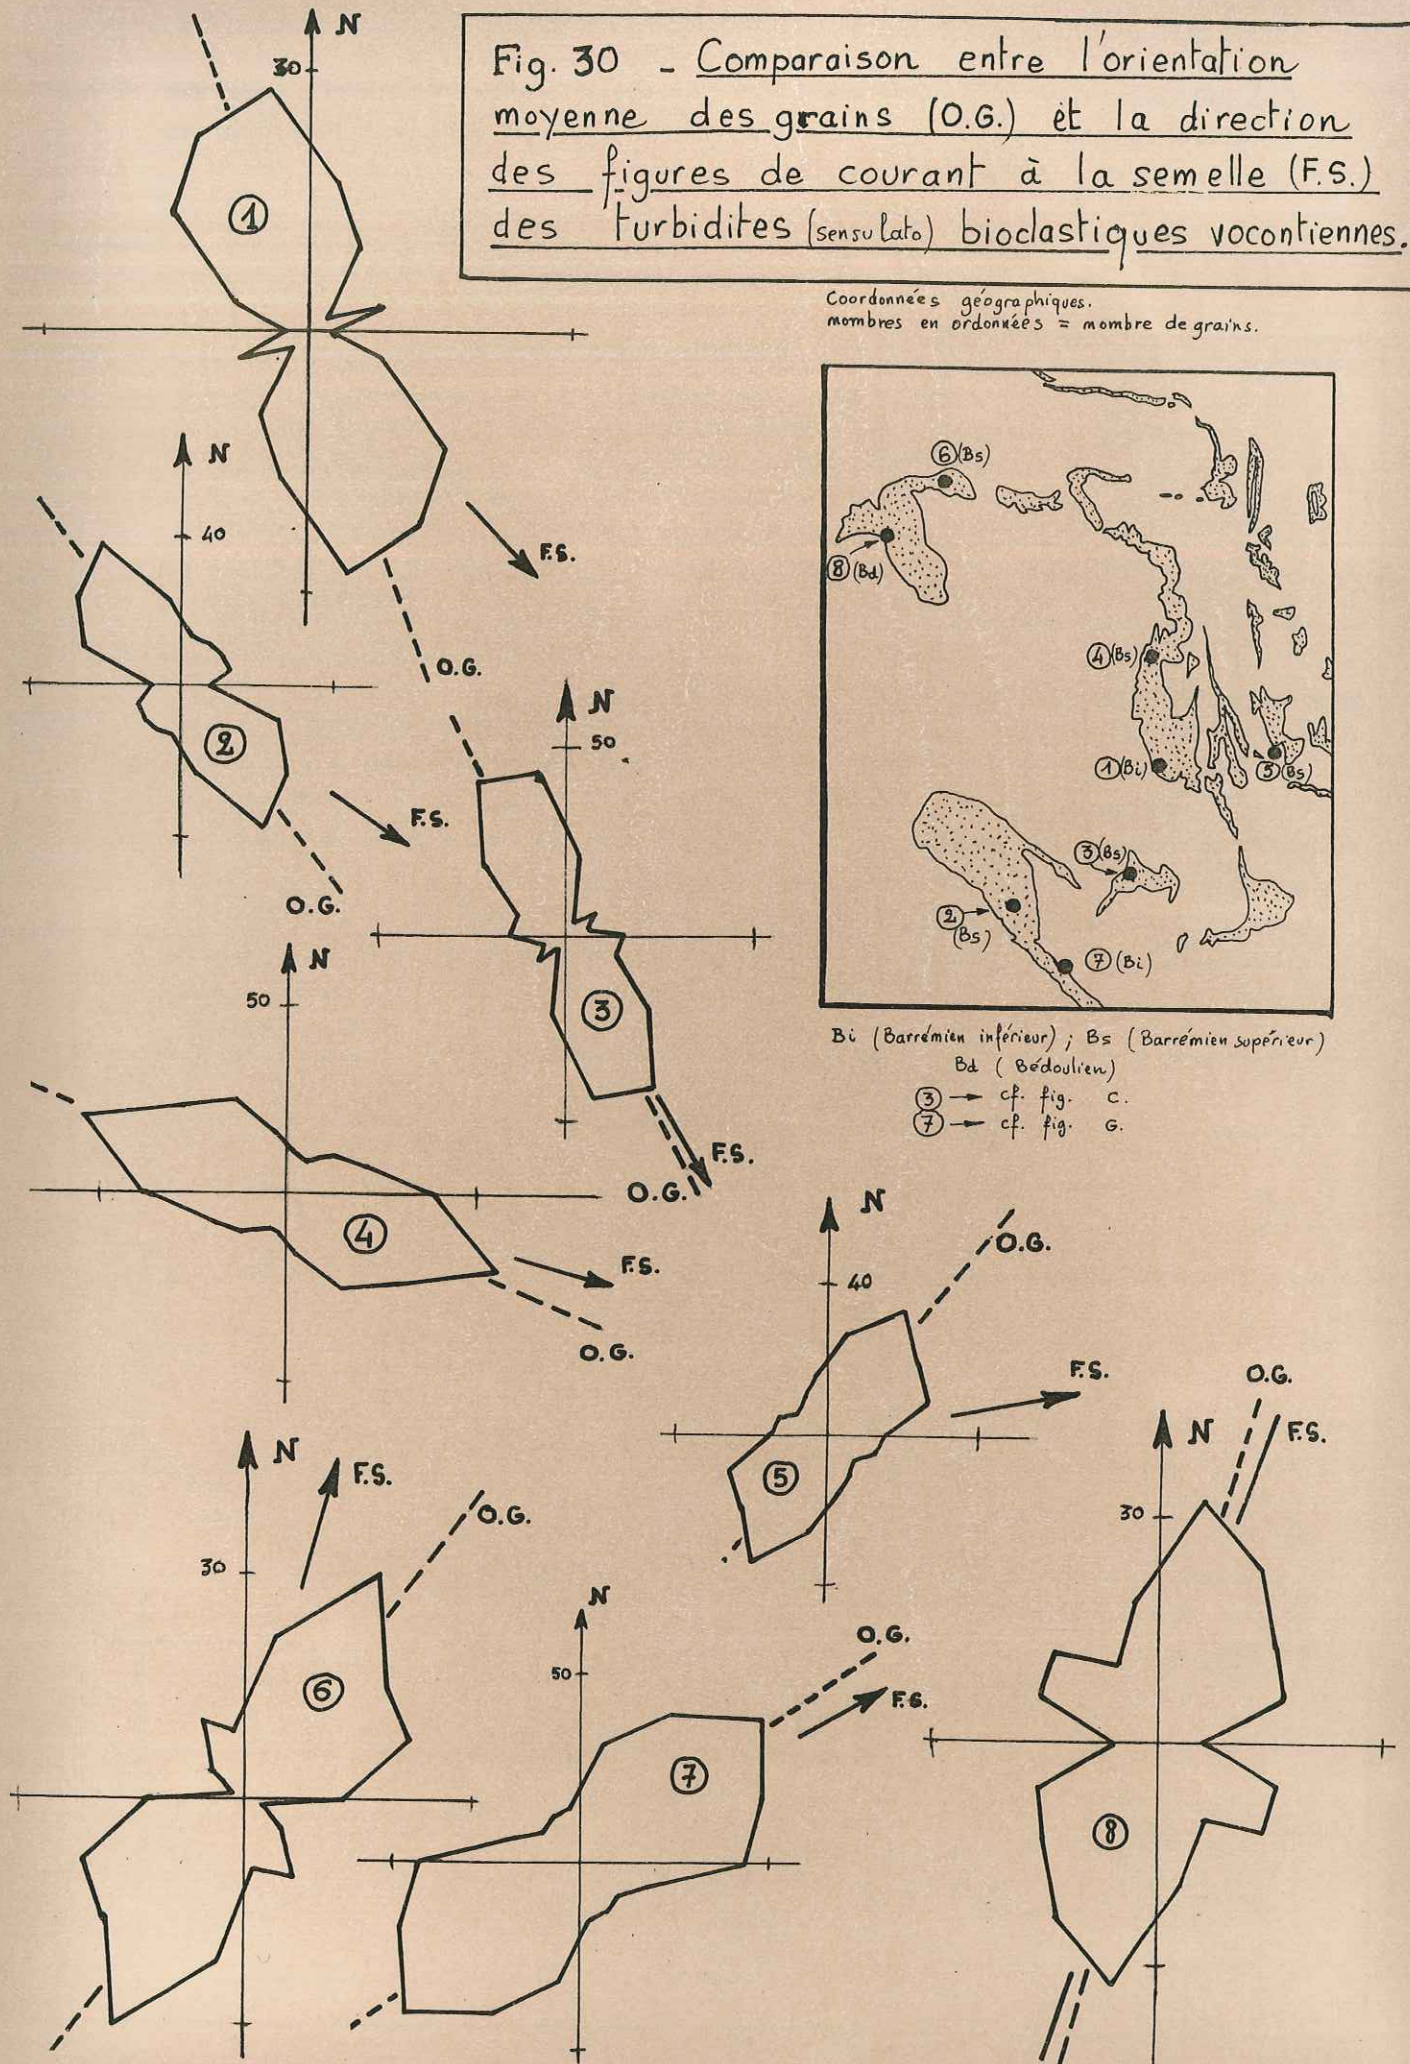 Fig. 30 - Comparaison entre l'orientation
moyenne des grains (O.G.) et la direction
des figures de courant à la semelle (F.S.)
des turbidites (sensu lato) bioclastiques vocontiennes.
Coordonnées géographiques.
nombres en ordonnées = nombre de grains.
N
30
1
F.S.
O.G.
N
40
2
F.S.
O.G.
N
50
3
F.S.
O.G.
6 (Bs)
8 (Bd)
4 (Bs)
1 (Bi)
5 (Bs)
3 (Bs)
2 (Bs)
7 (Bi)
Bi (Barrémien inférieur) ; Bs (Barrémien supérieur)
Bd (Bédoulien)
3 → cf. fig. C.
7 → cf. fig. G.
N
50
4
F.S.
O.G.
N
40
O.G.
F.S.
5
N
F.S.
O.G.
30
6
N
50
O.G.
F.S.
7
O.G.
N
F.S.
30
8